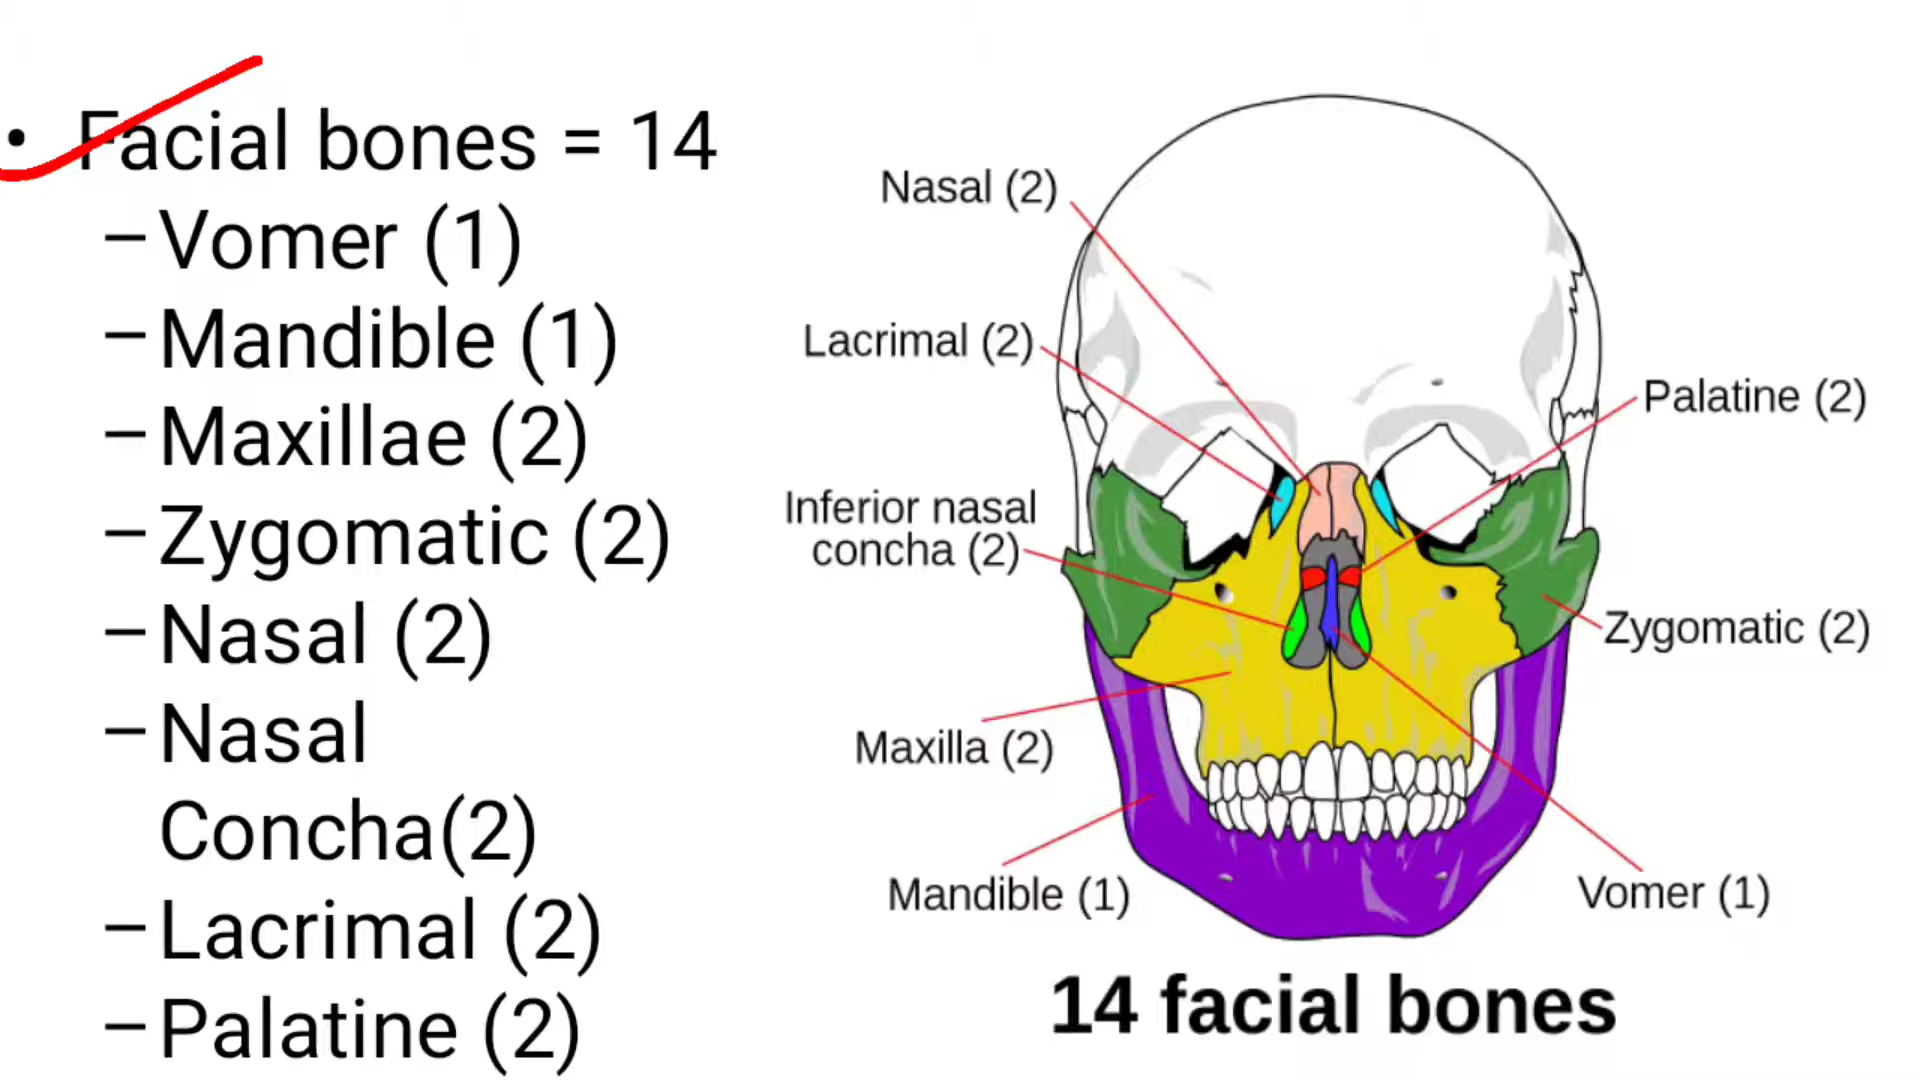 • Facial bones = 14
–Vomer (1)
–Mandible (1)
–Maxillae (2)
–Zygomatic (2)
–Nasal (2)
–Nasal
Concha(2)
–Lacrimal (2)
–Palatine (2)
Nasal (2)
Lacrimal (2)
Palatine (2)
Inferior nasal
concha (2)
Zygomatic (2)
Maxilla (2)
Mandible (1)
Vomer (1)
14 facial bones